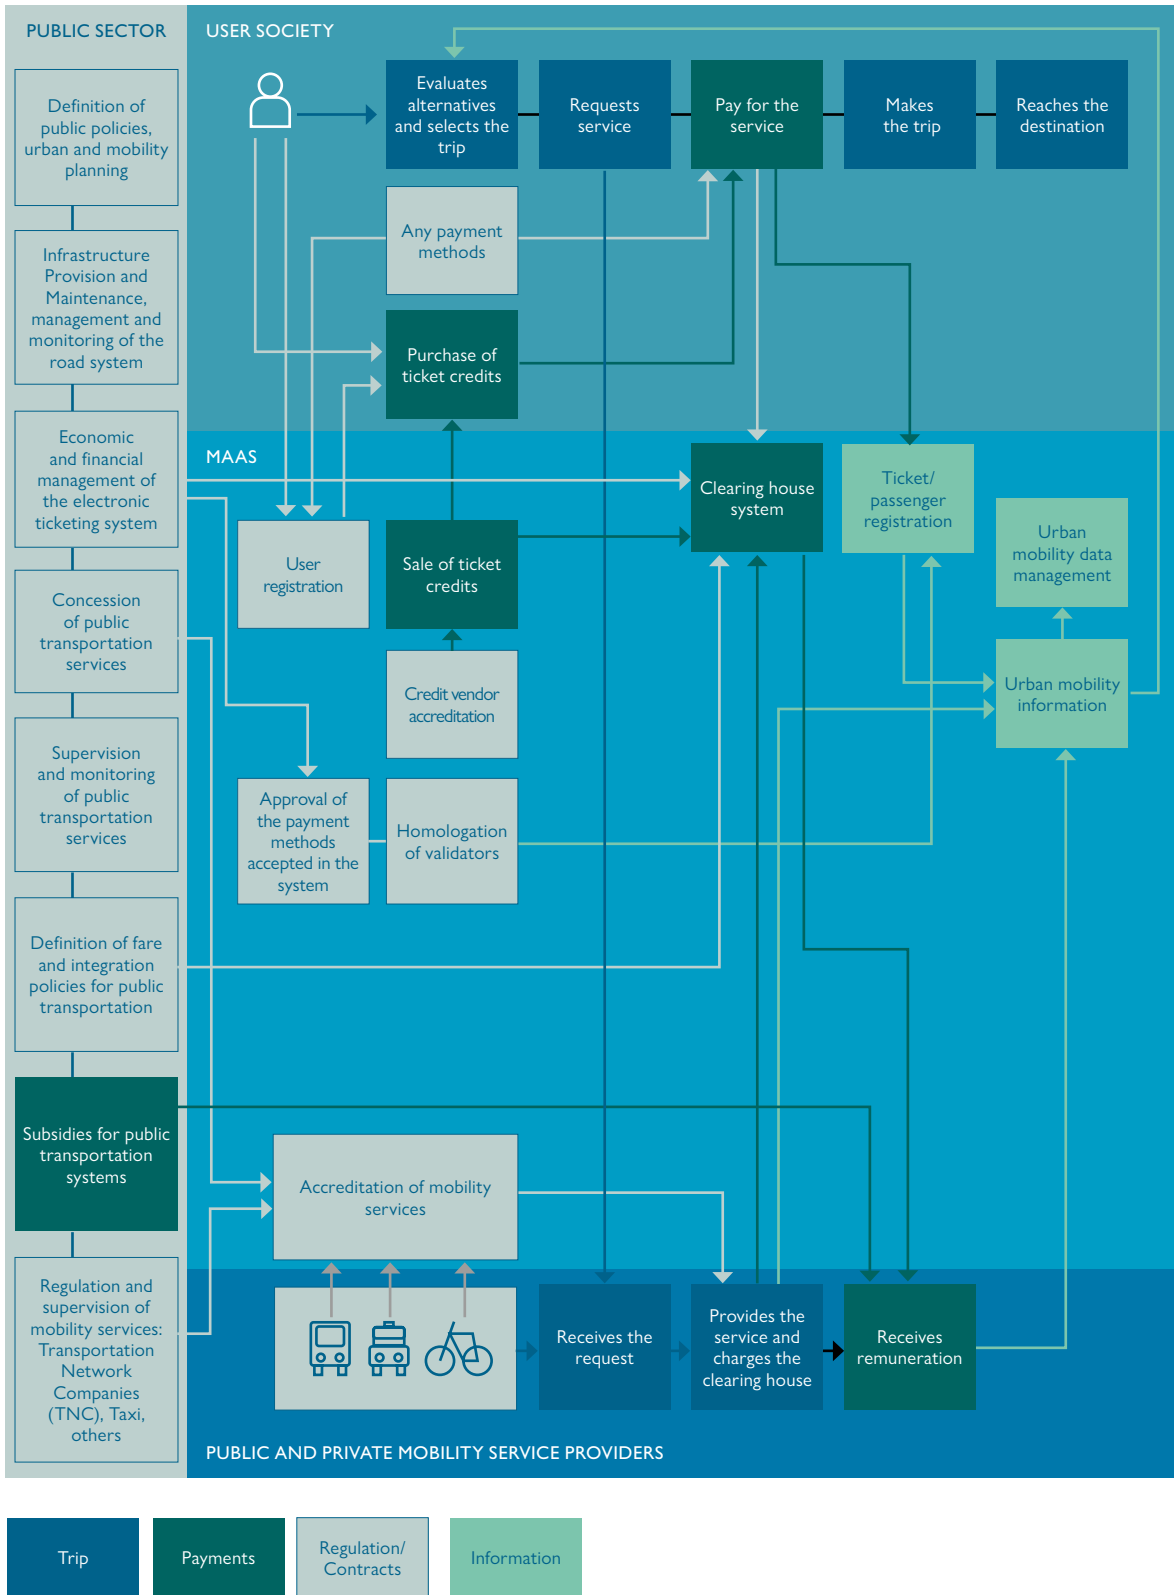 PUBLIC SECTOR
Definition of
public policies,
urban and mobility
planning
Infrastructure
Provision and
Maintenance,
management and
monitoring of the
road system
Economic
and financial
management of
the electronic
ticketing system
Concession
of public
transportation
services
Supervision
and monitoring
of public
transportation
services
Definition of fare
and integration
policies for public
transportation
Subsidies for public
transportation
systems
Regulation and
supervision of
mobility services:
Transportation
Network
Companies
(TNC), Taxi,
others
USER SOCIETY
Evaluates
alternatives
and selects the
trip
Requests
service
Pay for the
service
Makes
the trip
Reaches the
destination
Any payment
methods
Purchase of
ticket credits
MAAS
Clearing house
system
Ticket/
passenger
registration
Urban
mobility data
management
User
registration
Sale of ticket
credits
Credit vendor
accreditation
Urban mobility
information
Approval of
the payment
methods
accepted in the
system
Homologation
of validators
Accreditation of mobility
services
Receives the
request
Provides the
service and
charges the
clearing house
Receives
remuneration
PUBLIC AND PRIVATE MOBILITY SERVICE PROVIDERS
Trip
Payments
Regulation/
Contracts
Information